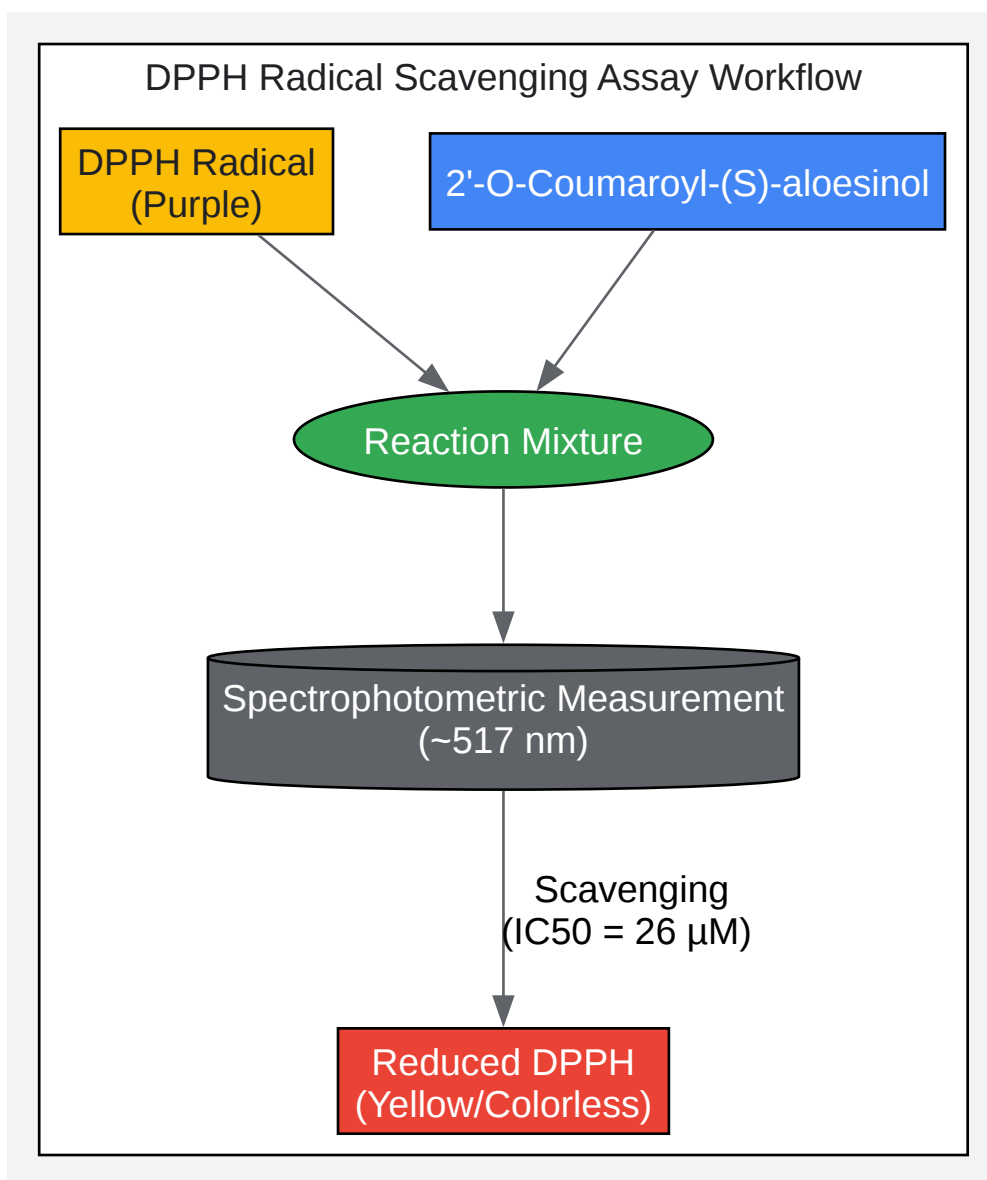 DPPH Radical Scavenging Assay Workflow
DPPH Radical
(Purple)
2'-O-Coumaroyl-(S)-aloesinol
Reaction Mixture
Spectrophotometric Measurement
(~517 nm)
Scavenging
(IC50 = 26 µM)
Reduced DPPH
(Yellow/Colorless)